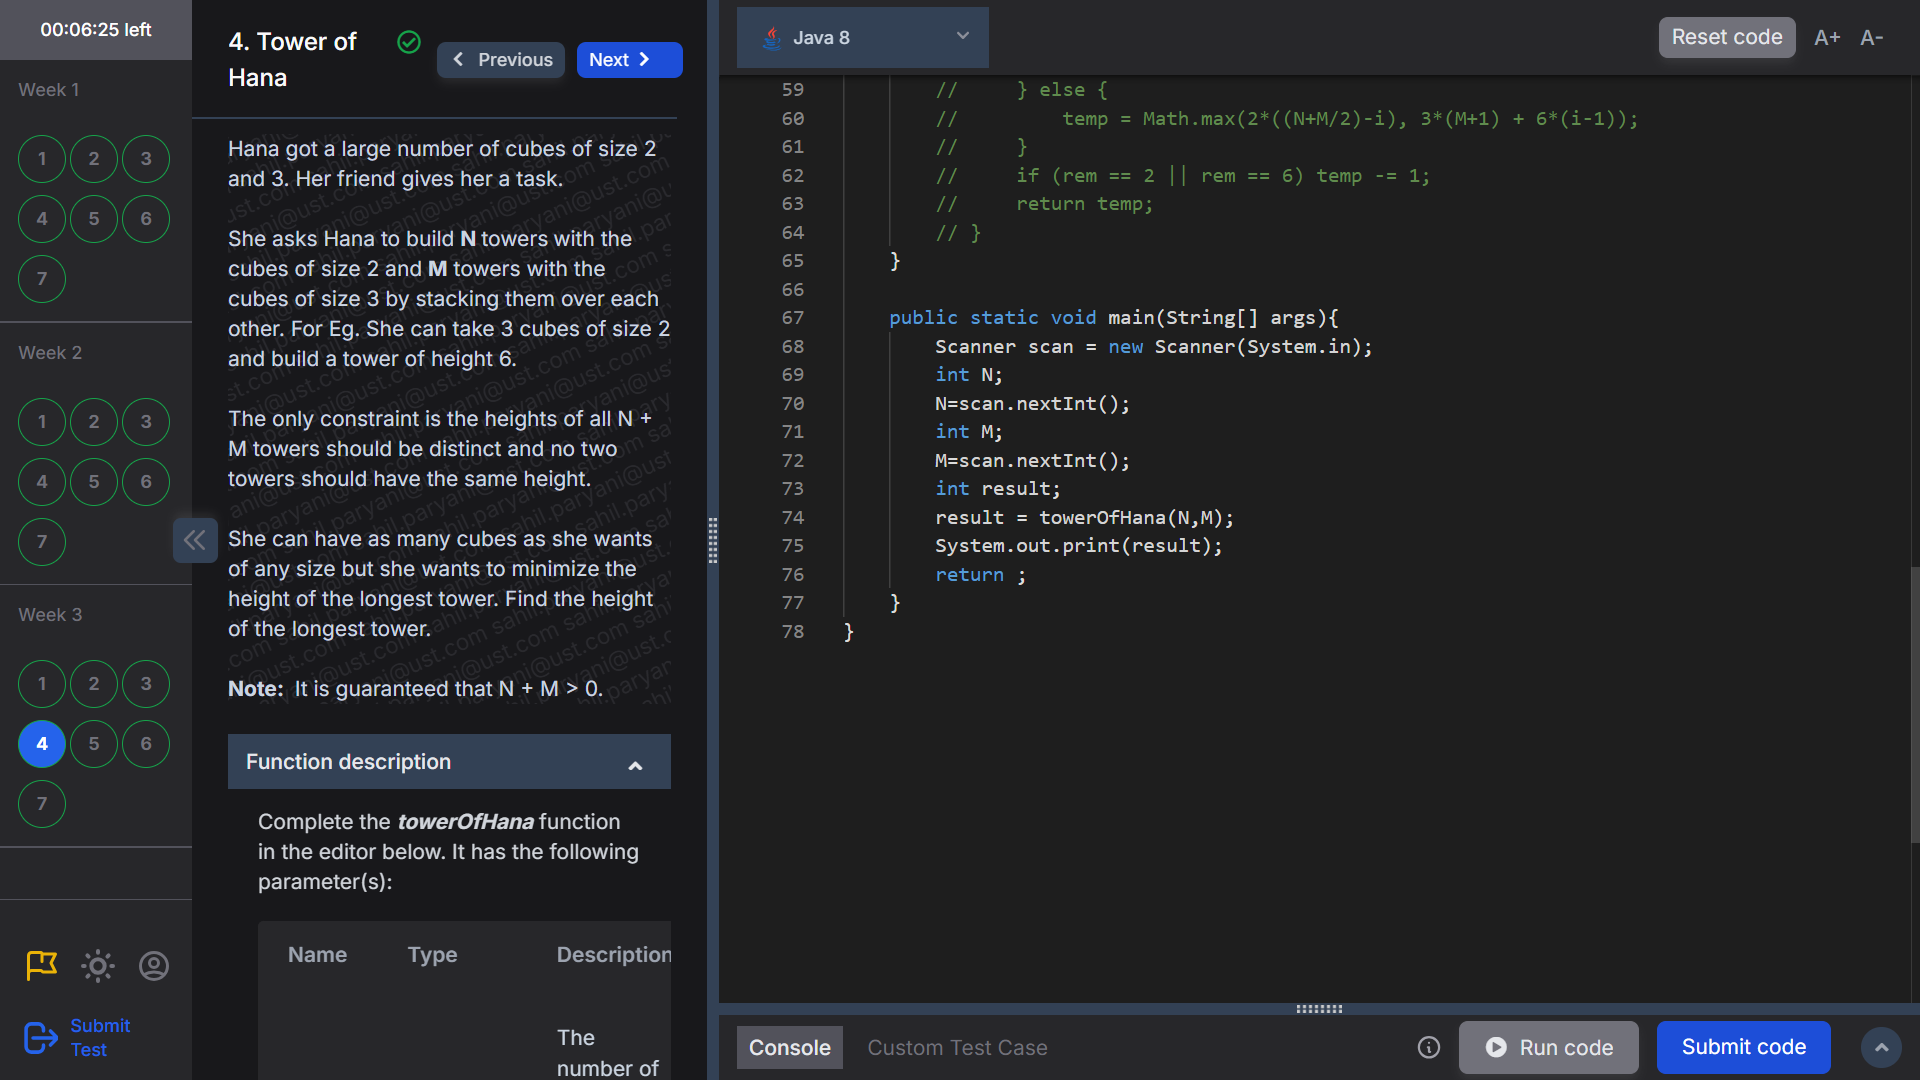 00:06:25 left
Week 1
1 2 3
4 5 6
7
Week 2
1 2 3
4 5 6
7
Week 3
1 2 3
4 5 6
7
Submit
Test
4. Tower of
Hana
Previous
Next
Hana got a large number of cubes of size 2
and 3. Her friend gives her a task.
She asks Hana to build N towers with the
cubes of size 2 and M towers with the
cubes of size 3 by stacking them over each
other. For Eg. She can take 3 cubes of size 2
and build a tower of height 6.
The only constraint is the heights of all N +
M towers should be distinct and no two
towers should have the same height.
She can have as many cubes as she wants
of any size but she wants to minimize the
height of the longest tower. Find the height
of the longest tower.
Note: It is guaranteed that N + M > 0.
Function description
Complete the towerOfHana function
in the editor below. It has the following
parameter(s):
Name Type Description
The
number of
Java 8
Reset code
A+ A-
59 // } else {
60 // temp = Math.max(2*((N+M/2)-i), 3*(M+1) + 6*(i-1));
61 // }
62 // if (rem == 2 || rem == 6) temp -= 1;
63 // return temp;
64 // }
65 }
66
67 public static void main(String[] args){
68 Scanner scan = new Scanner(System.in);
69 int N;
70 N=scan.nextInt();
71 int M;
72 M=scan.nextInt();
73 int result;
74 result = towerOfHana(N,M);
75 System.out.print(result);
76 return ;
77 }
78 }
Console
Custom Test Case
Run code
Submit code